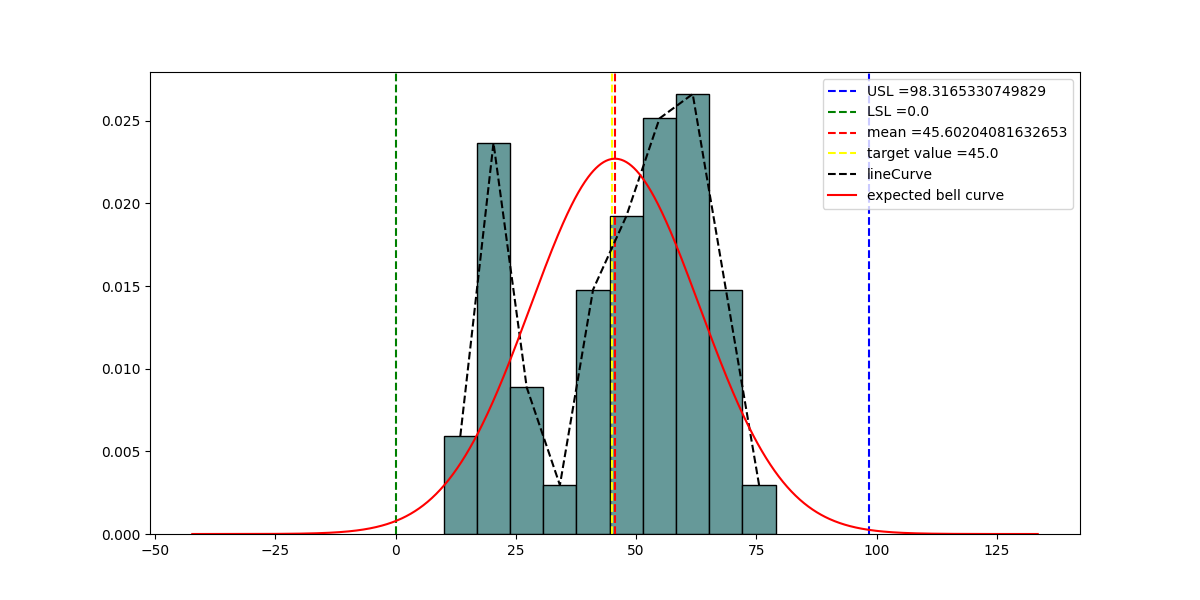 USL =98.3165330749829
LSL =0.0
mean =45.60204081632653
target value =45.0
lineCurve
expected bell curve
0.025
0.020
0.015
0.010
0.005
0.000
−50 −25 0 25 50 75 100 125